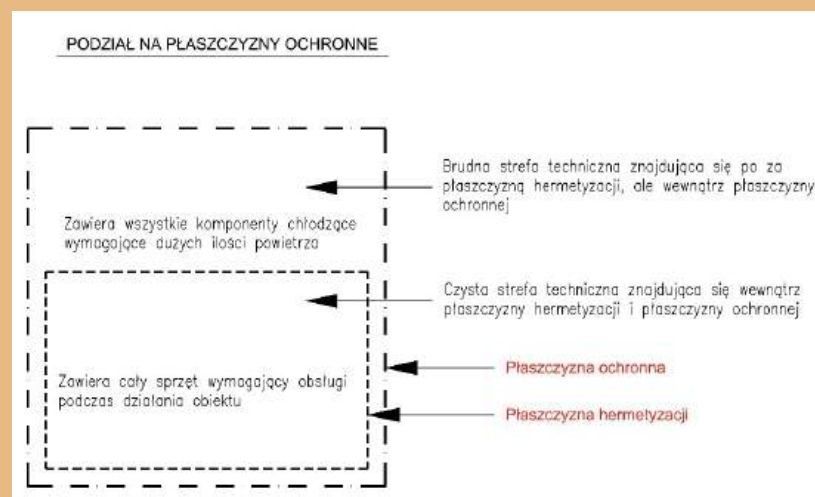 PODZIAŁ NA PŁASZCZYZNY OCHRONNE
Brudna strefa techniczna znajdująca się po za
płaszczyzną hermetyzacji, ale wewnątrz płaszczyzny
ochronnej
Zawiera wszystkie komponenty chłodzące
wymagające dużych ilości powietrza
Czysta strefa techniczna znajdująca się wewnątrz
płaszczyzny hermetyzacji i płaszczyzny ochronnej
Płaszczyzna ochronna
Zawiera cały sprzęt wymagający obsługi
podczas działania obiektu
Płaszczyzna hermetyzacji